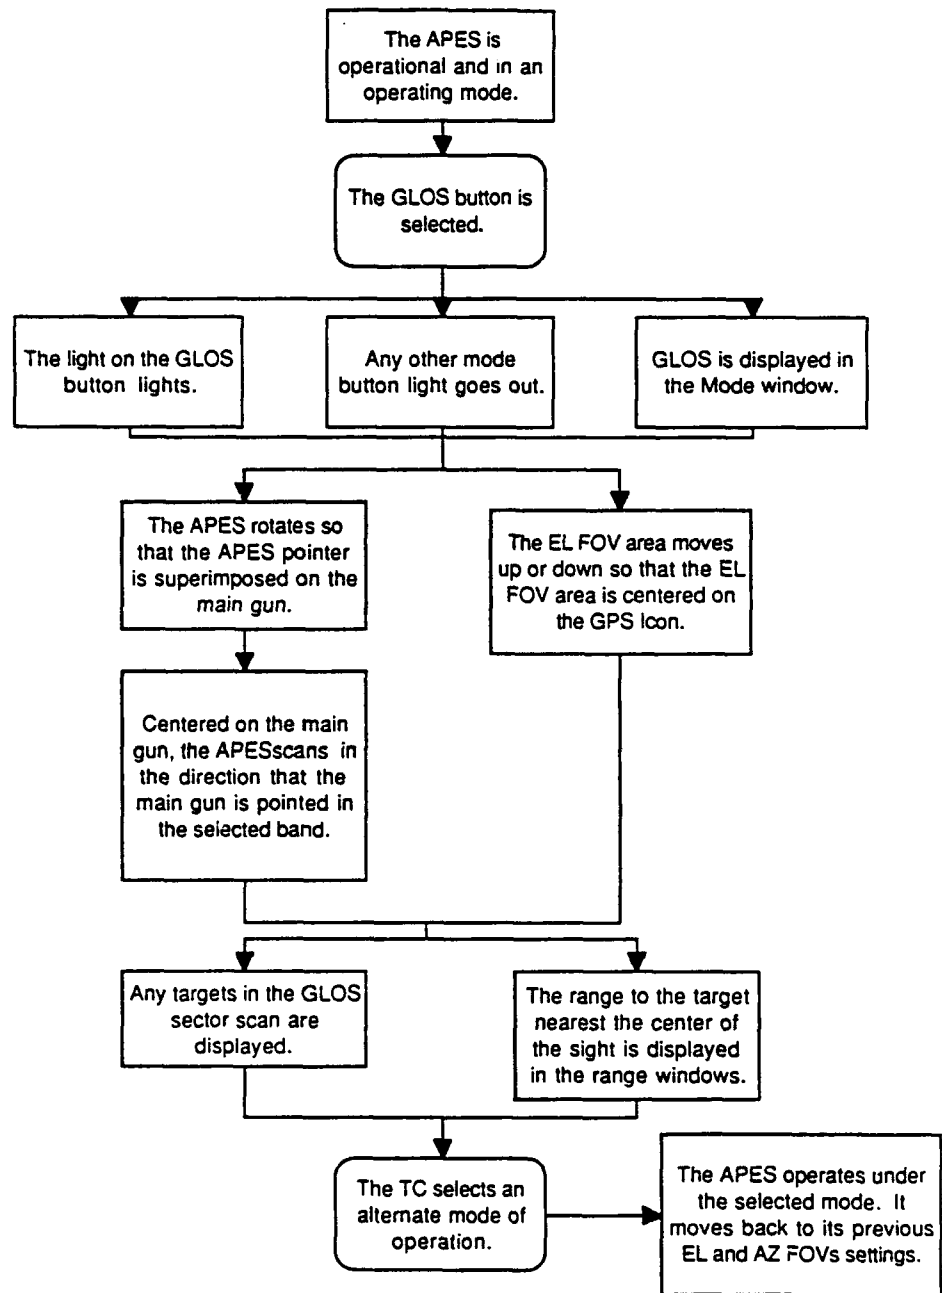 The APES is
operational and in an
operating mode.
The GLOS button is
selected.
The light on the GLOS
button lights.
Any other mode
button light goes out.
GLOS is displayed in
the Mode window.
The APES rotates so
that the APES pointer
is superimposed on the
main gun.
The EL FOV area moves
up or down so that the EL
FOV area is centered on
the GPS Icon.
Centered on the main
gun, the APESscans in
the direction that the
main gun is pointed in
the selected band.
Any targets in the GLOS
sector scan are
displayed.
The range to the target
nearest the center of
the sight is displayed
in the range windows.
The TC selects an
alternate mode of
operation.
The APES operates under
the selected mode. It
moves back to its previous
EL and AZ FOVs settings.